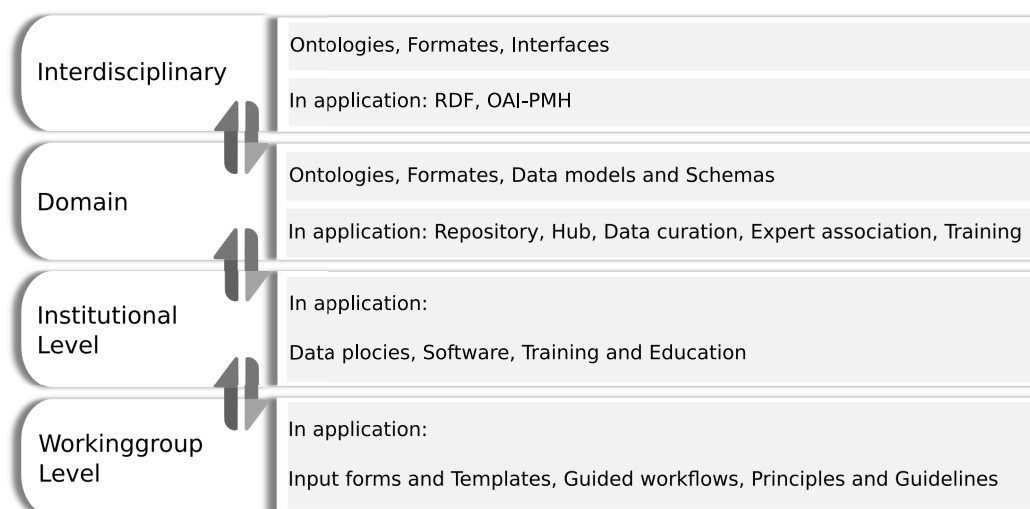 Interdisciplinary
Ontologies, Formates, Interfaces
In application: RDF, OAI-PMH
Domain
Ontologies, Formates, Data models and Schemas
In application: Repository, Hub, Data curation, Expert association, Training
Institutional
Level
In application:
Data plocies, Software, Training and Education
Workinggroup
Level
In application:
Input forms and Templates, Guided workflows, Principles and Guidelines